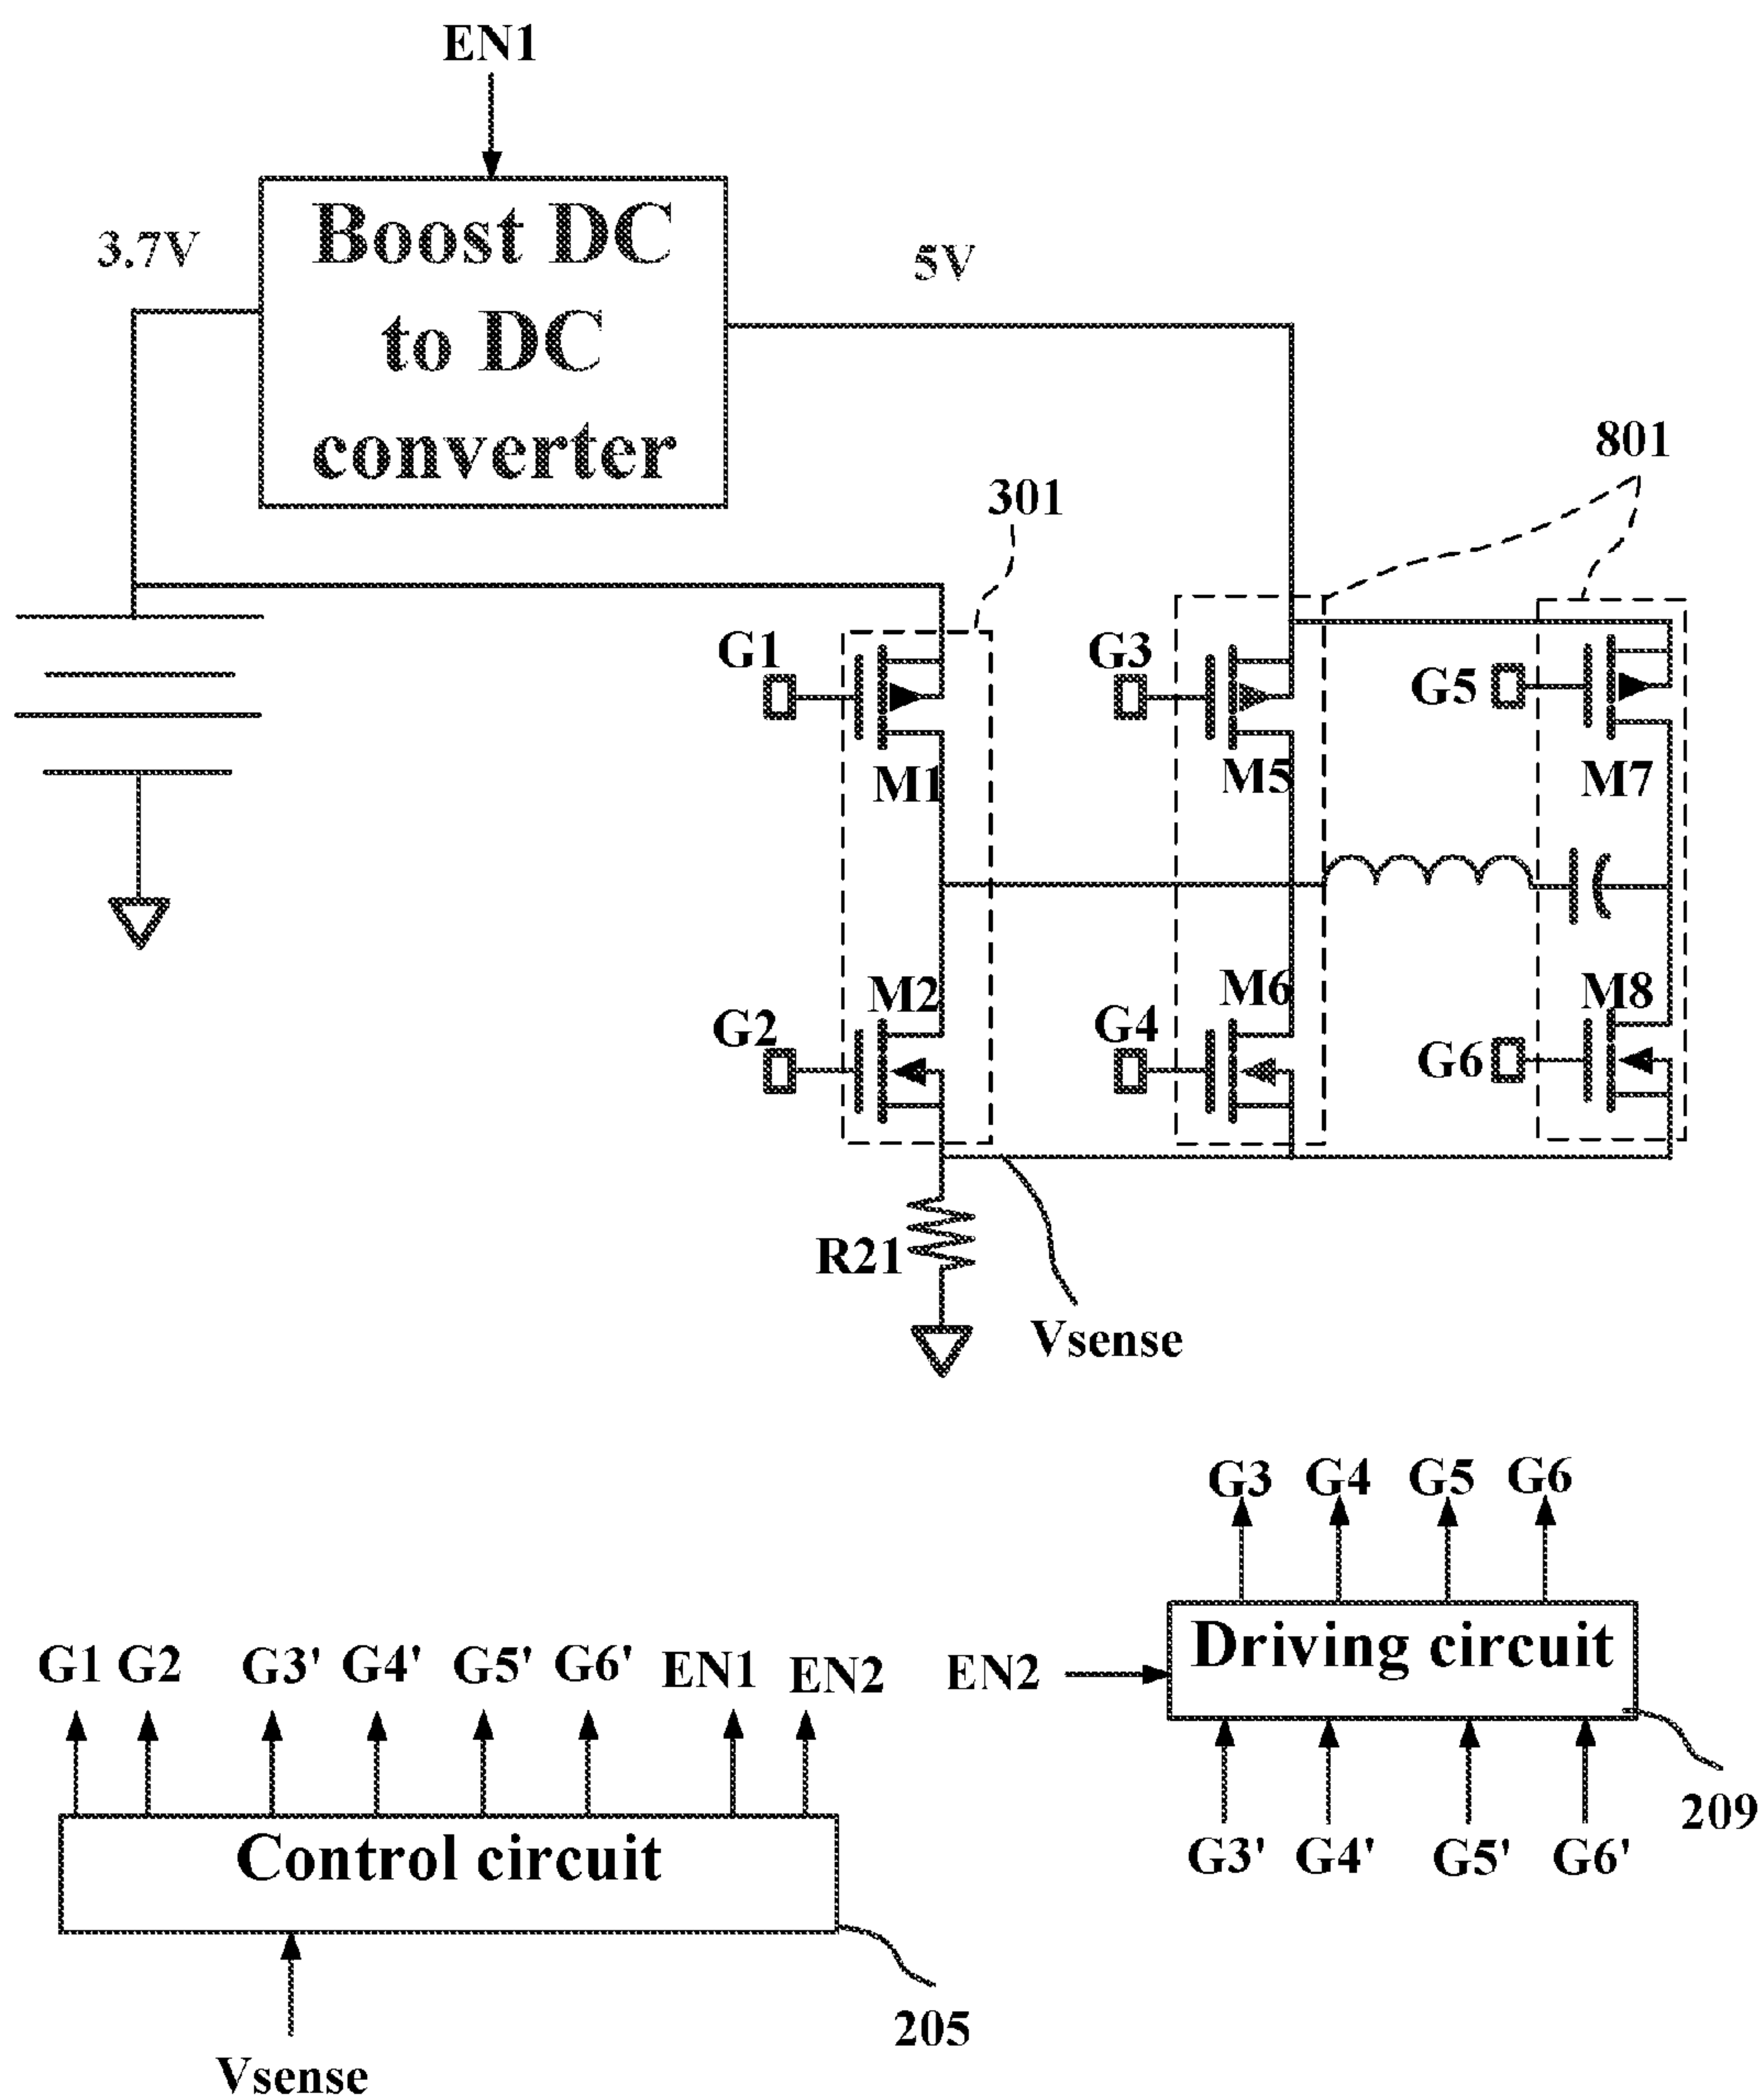 EN1
3.7V
Boost DC
to DC
converter
5V
801
301
G1
G3
G5
M1
M5
M7
M2
M6
M8
G2
G4
G6
R21
Vsense
G3 G4 G5 G6
Driving circuit
EN2
209
G3' G4' G5' G6'
G1 G2 G3' G4' G5' G6' EN1 EN2
Control circuit
205
Vsense